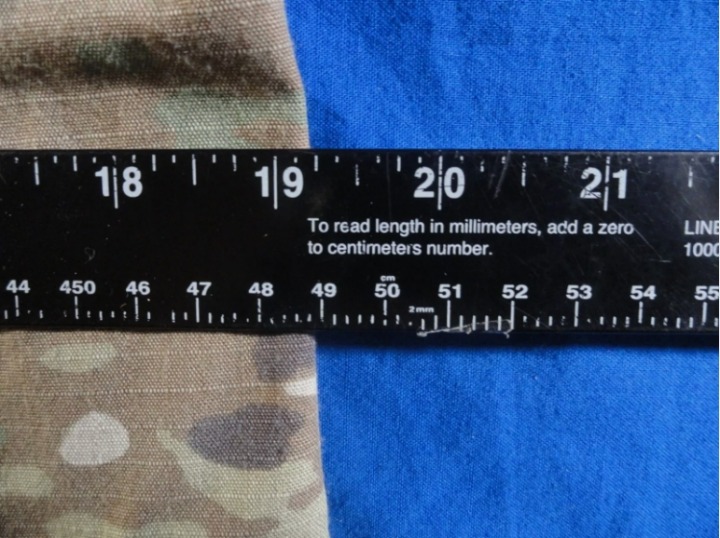 18 19 20 21
To read length in millimeters, add a zero LINE
to centimeters number. 1000
cm
44 450 46 47 48 49 50 51 52 53 54 55
2mm